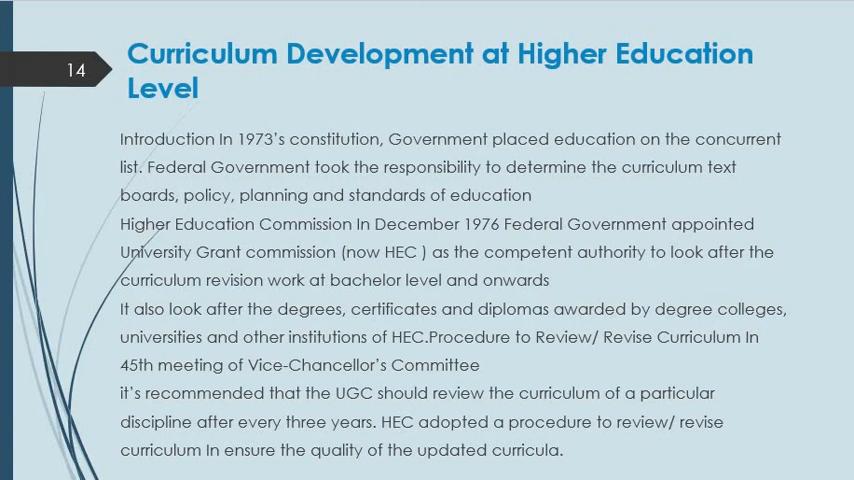 14
Curriculum Development at Higher Education
Level
Introduction In 1973's constitution, Government placed education on the concurrent
list. Federal Government took the responsibility to determine the curriculum text
boards, policy, planning and standards of education
Higher Education Commission In December 1976 Federal Government appointed
University Grant commission (now HEC ) as the competent authority to look after the
curriculum revision work at bachelor level and onwards
It also look after the degrees, certificates and diplomas awarded by degree colleges,
universities and other institutions of HEC.Procedure to Review/ Revise Curriculum In
45th meeting of Vice-Chancellor's Committee
it's recommended that the UGC should review the curriculum of a particular
discipline after every three years. HEC adopted a procedure to review/ revise
curriculum In ensure the quality of the updated curricula.